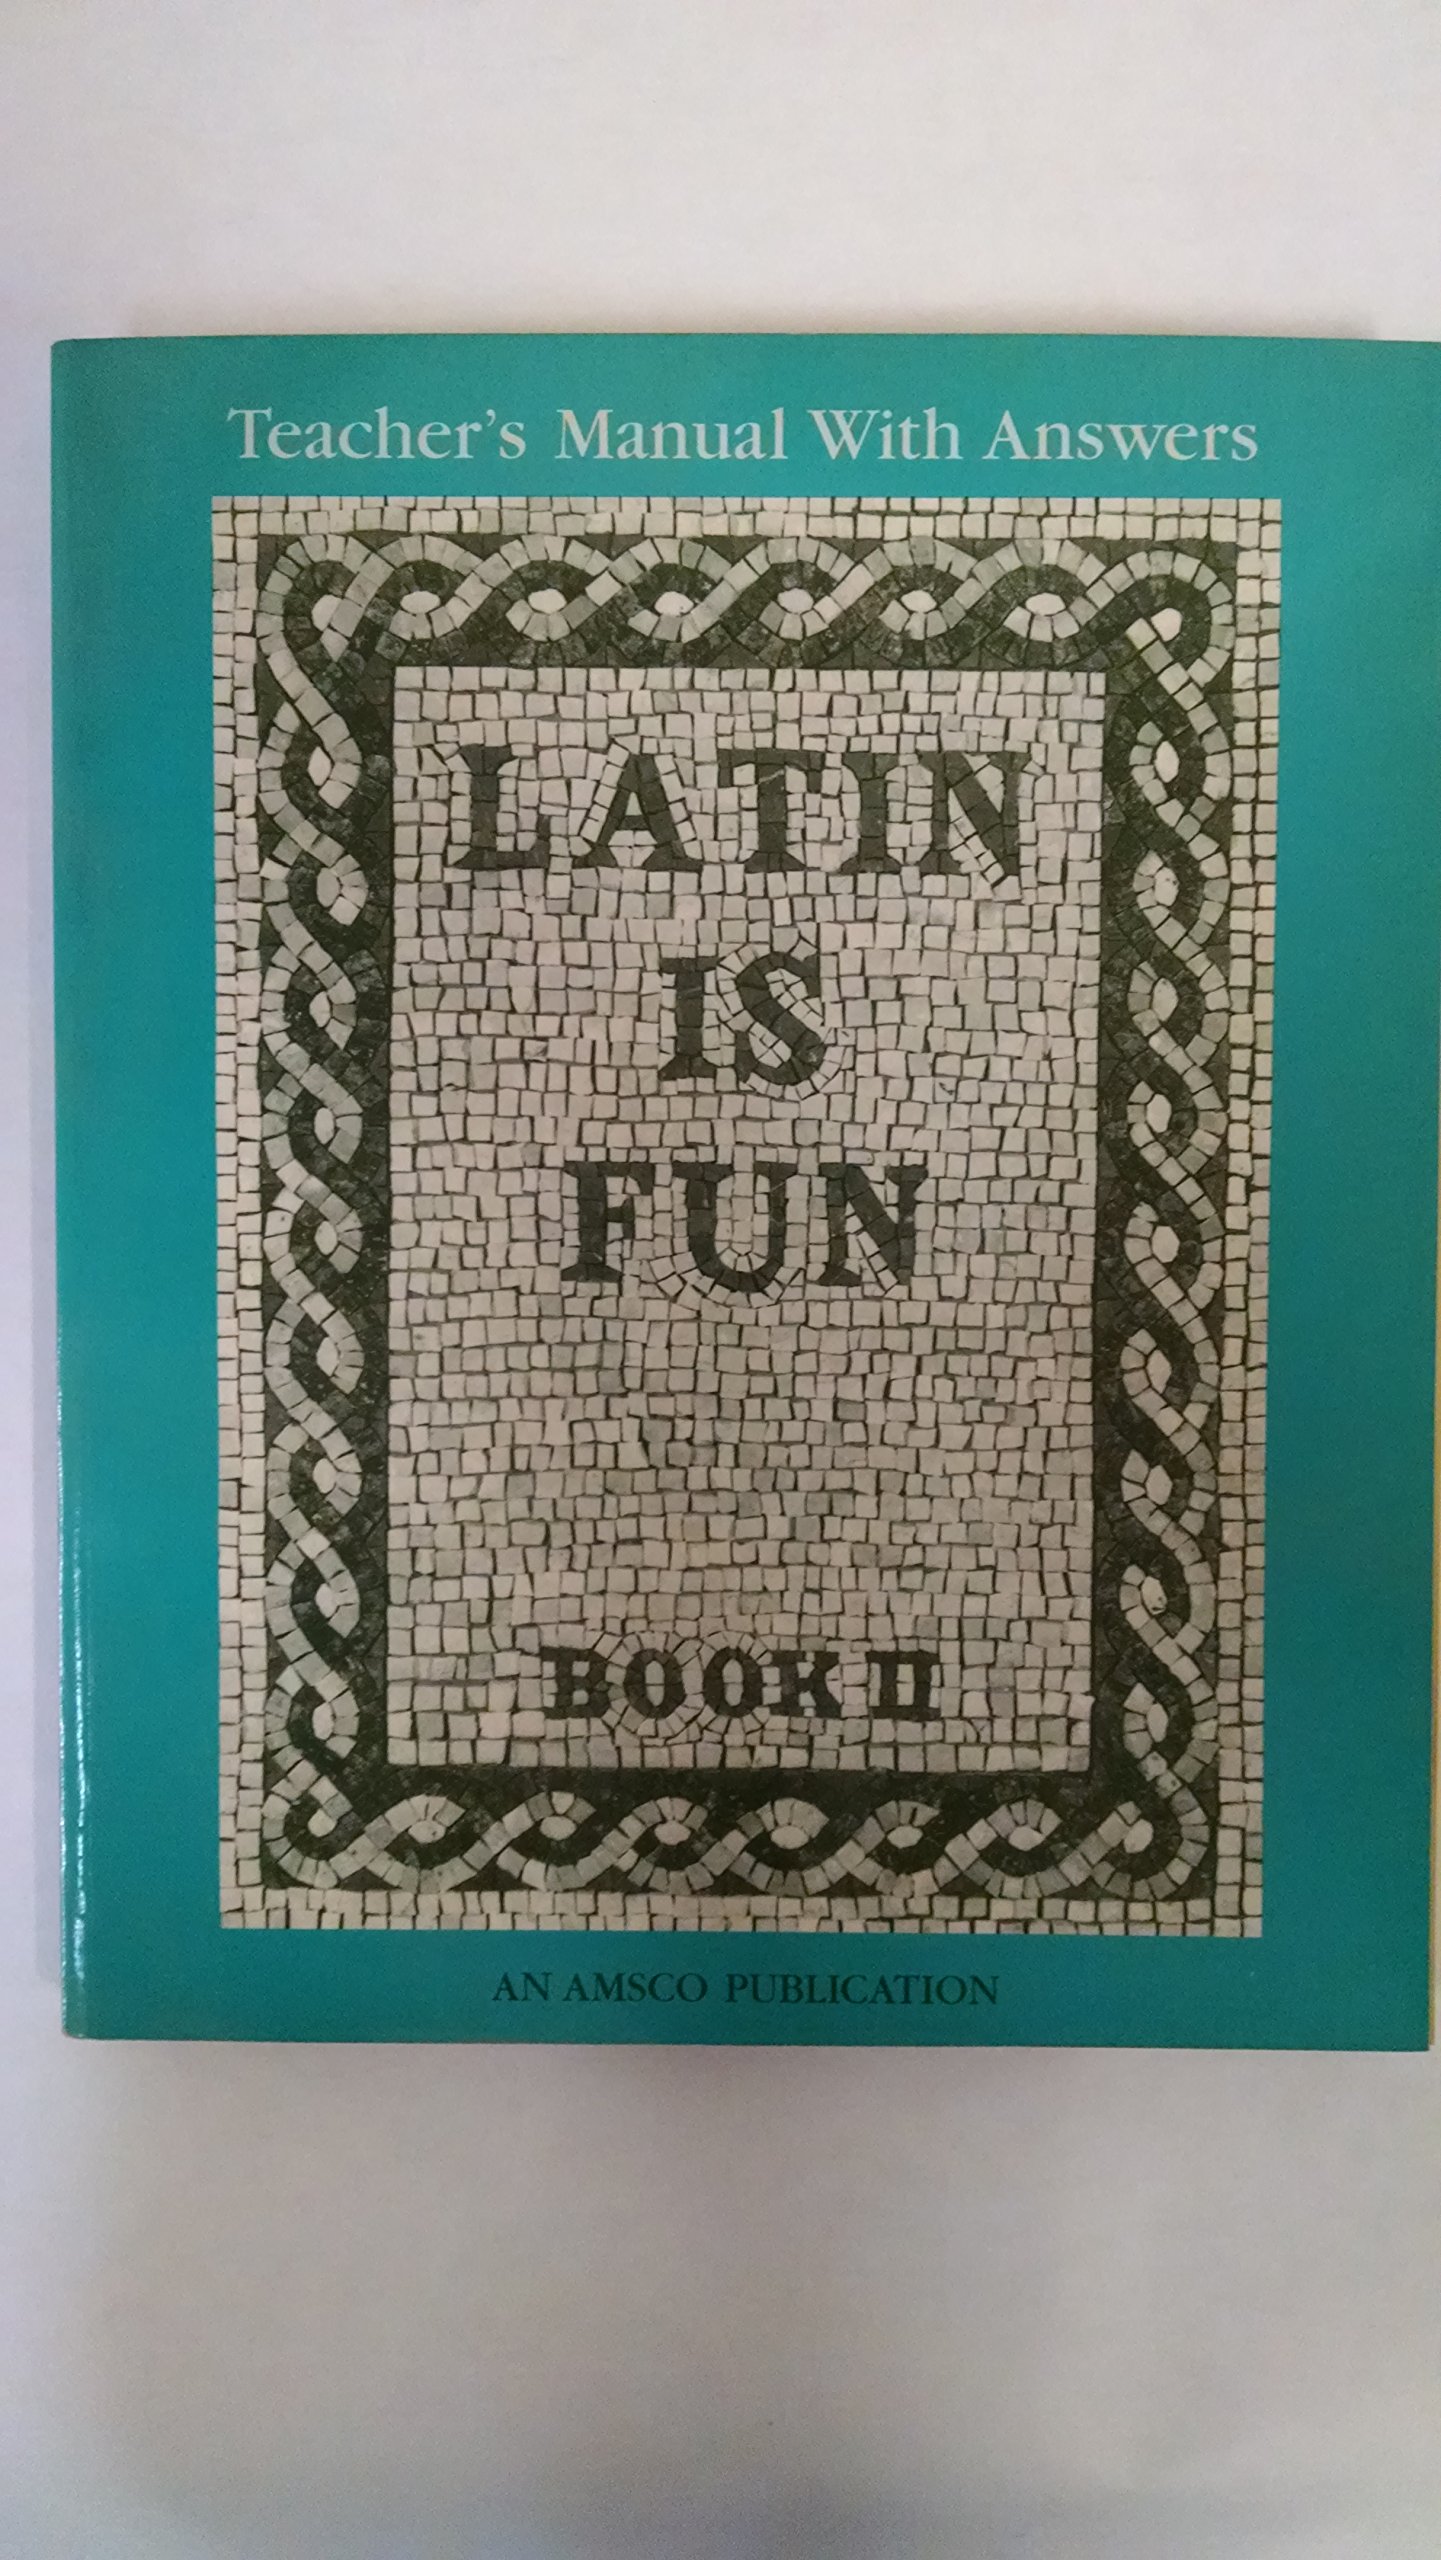 Teacher's Manual With Answers
LATIN
IS
FUN
BOOK II
AN AMSCO PUBLICATION